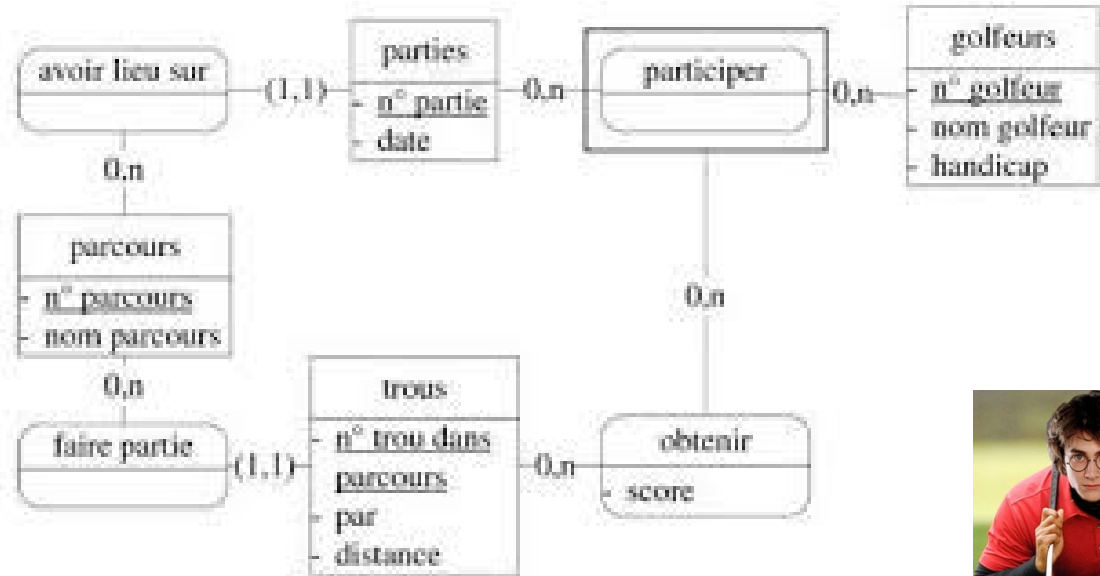 avoir lieu sur
(1,1)
parties
- n° partie
- date
0,n
participer
0,n
golfeurs
- n° golfeur
- nom golfeur
- handicap
0,n
parcours
- n° parcours
- nom parcours
0,n
0,n
faire partie
(1,1)
trous
- n° trou dans
parcours
- par
- distance
0,n
obtenir
- score